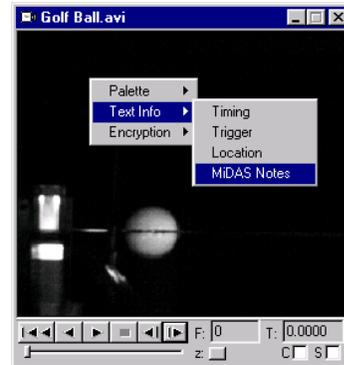 Golf Ball.avi
Palette
Text Info
Encryption
Timing
Trigger
Location
MiDAS Notes
F: 0 T: 0.0000
z: C S